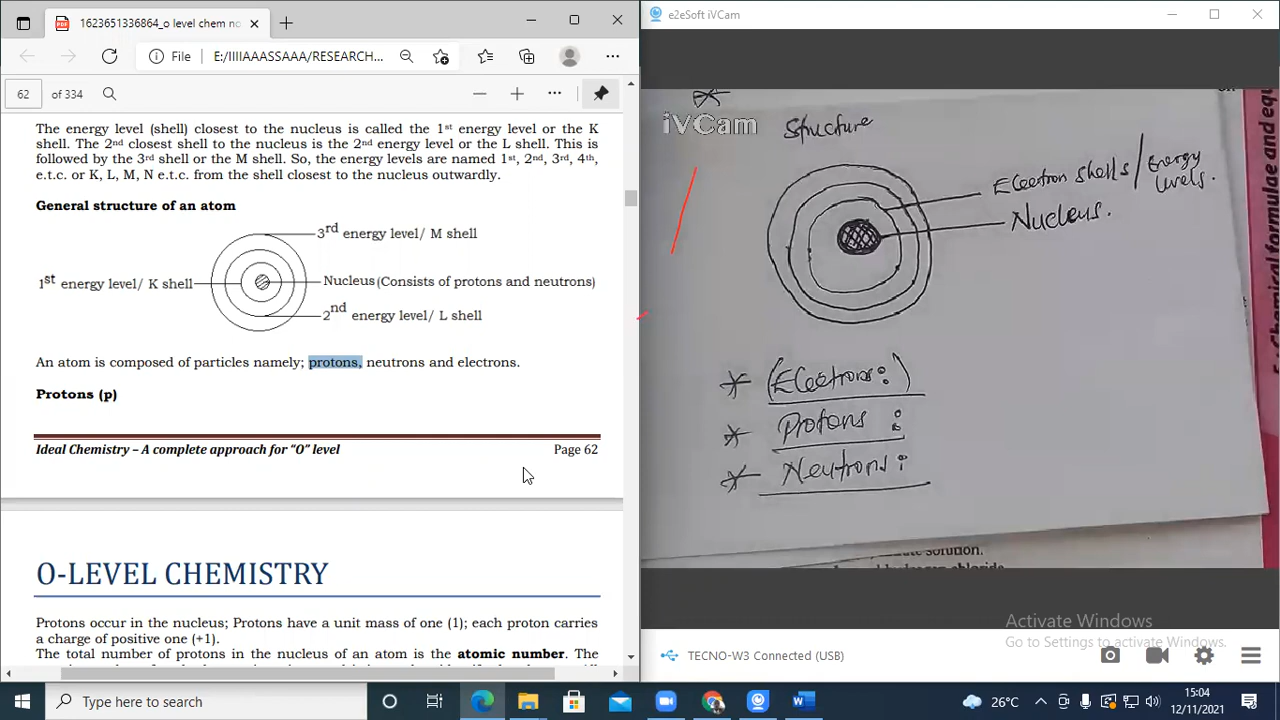 1623651336864_o level chem no
File
E:/IIIIAAASSAAA/RESEARCH...
62 of 334
The energy level (shell) closest to the nucleus is called the 1st energy level or the K
shell. The 2nd closest shell to the nucleus is the 2nd energy level or the L shell. This is
followed by the 3rd shell or the M shell. So, the energy levels are named 1st, 2nd, 3rd, 4th,
e.t.c. or K, L, M, N e.t.c. from the shell closest to the nucleus outwardly.
General structure of an atom
3rd energy level/ M shell
1st energy level/ K shell
Nucleus (Consists of protons and neutrons)
2nd energy level/ L shell
An atom is composed of particles namely; protons, neutrons and electrons.
Protons (p)
Ideal Chemistry – A complete approach for “O” level
Page 62
O-LEVEL CHEMISTRY
Protons occur in the nucleus; Protons have a unit mass of one (1); each proton carries
a charge of positive one (+1).
The total number of protons in the nucleus of an atom is the atomic number. The
e2eSoft iVCam
iVCam
Structure
Electron shells/Energy
levels.
Nucleus.
* (Electrons:)
* Protons :
* Neutrons:
solution.
hydrogen chloride
Chemical formulae and equ
Activate Windows
Go to Settings to activate Windows.
TECNO-W3 Connected (USB)
Type here to search
26°C
15:04
12/11/2021